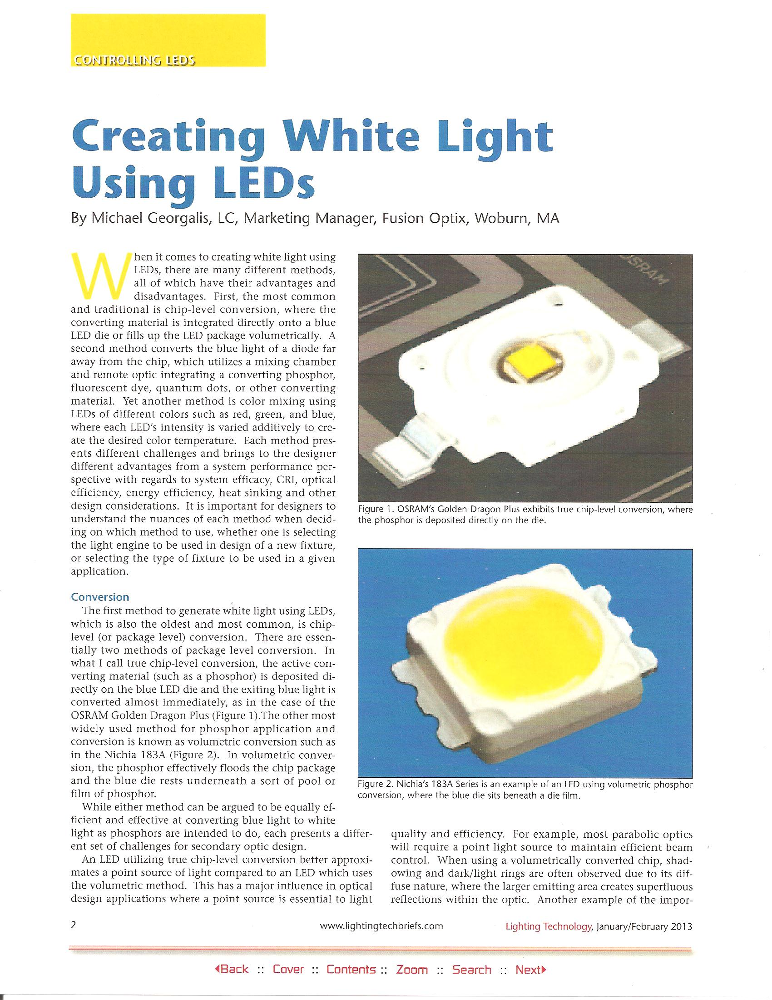 CONTROLLING LEDS
Creating White Light
Using LEDs
By Michael Georgalis, LC, Marketing Manager, Fusion Optix, Woburn, MA
When it comes to creating white light using
LEDs, there are many different methods,
all of which have their advantages and
disadvantages. First, the most common
and traditional is chip-level conversion, where the
converting material is integrated directly onto a blue
LED die or fills up the LED package volumetrically. A
second method converts the blue light of a diode far
away from the chip, which utilizes a mixing chamber
and remote optic integrating a converting phosphor,
fluorescent dye, quantum dots, or other converting
material. Yet another method is color mixing using
LEDs of different colors such as red, green, and blue,
where each LED's intensity is varied additively to cre-
ate the desired color temperature. Each method pres-
ents different challenges and brings to the designer
different advantages from a system performance per-
spective with regards to system efficacy, CRI, optical
efficiency, energy efficiency, heat sinking and other
design considerations. It is important for designers to
understand the nuances of each method when decid-
ing on which method to use, whether one is selecting
the light engine to be used in design of a new fixture,
or selecting the type of fixture to be used in a given
application.
Conversion
The first method to generate white light using LEDs,
which is also the oldest and most common, is chip-
level (or package level) conversion. There are essen-
tially two methods of package level conversion. In
what I call true chip-level conversion, the active con-
verting material (such as a phosphor) is deposited di-
rectly on the blue LED die and the exiting blue light is
converted almost immediately, as in the case of the
OSRAM Golden Dragon Plus (Figure 1).The other most
widely used method for phosphor application and
conversion is known as volumetric conversion such as
in the Nichia 183A (Figure 2). In volumetric conver-
sion, the phosphor effectively floods the chip package
and the blue die rests underneath a sort of pool or
film of phosphor.
While either method can be argued to be equally ef-
ficient and effective at converting blue light to white
light as phosphors are intended to do, each presents a differ-
ent set of challenges for secondary optic design.
An LED utilizing true chip-level conversion better approxi-
mates a point source of light compared to an LED which uses
the volumetric method. This has a major influence in optical
design applications where a point source is essential to light
OSRAM
Figure 1. OSRAM's Golden Dragon Plus exhibits true chip-level conversion, where
the phosphor is deposited directly on the die.
Figure 2. Nichia's 183A Series is an example of an LED using volumetric phosphor
conversion, where the blue die sits beneath a die film.
quality and efficiency. For example, most parabolic optics
will require a point light source to maintain efficient beam
control. When using a volumetrically converted chip, shad-
owing and dark/light rings are often observed due to its dif-
fuse nature, where the larger emitting area creates superfluous
reflections within the optic. Another example of the impor-
2
www.lightingtechbriefs.com
Lighting Technology, January/February 2013
Back :: Cover :: Contents :: Zoom :: Search :: Next